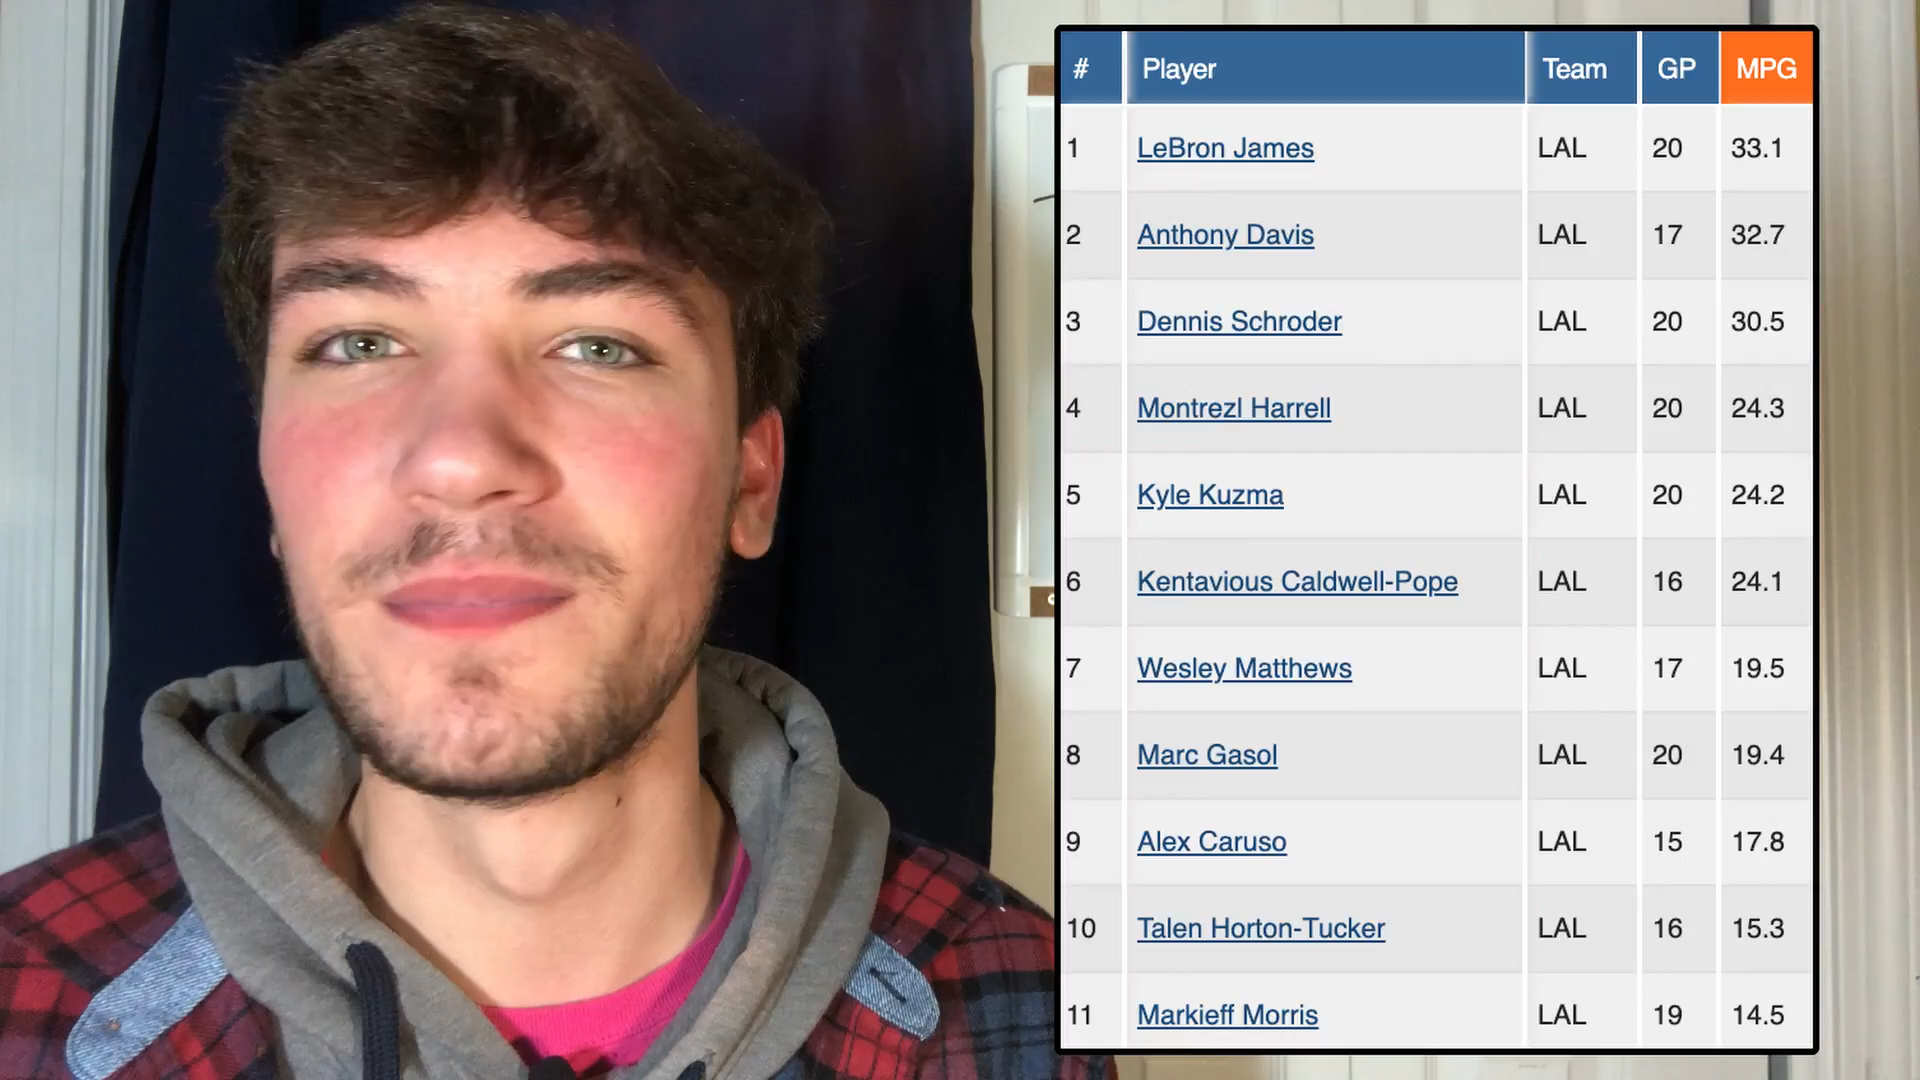 # Player Team GP MPG
1 LeBron James LAL 20 33.1
2 Anthony Davis LAL 17 32.7
3 Dennis Schroder LAL 20 30.5
4 Montrezl Harrell LAL 20 24.3
5 Kyle Kuzma LAL 20 24.2
6 Kentavious Caldwell-Pope LAL 16 24.1
7 Wesley Matthews LAL 17 19.5
8 Marc Gasol LAL 20 19.4
9 Alex Caruso LAL 15 17.8
10 Talen Horton-Tucker LAL 16 15.3
11 Markieff Morris LAL 19 14.5